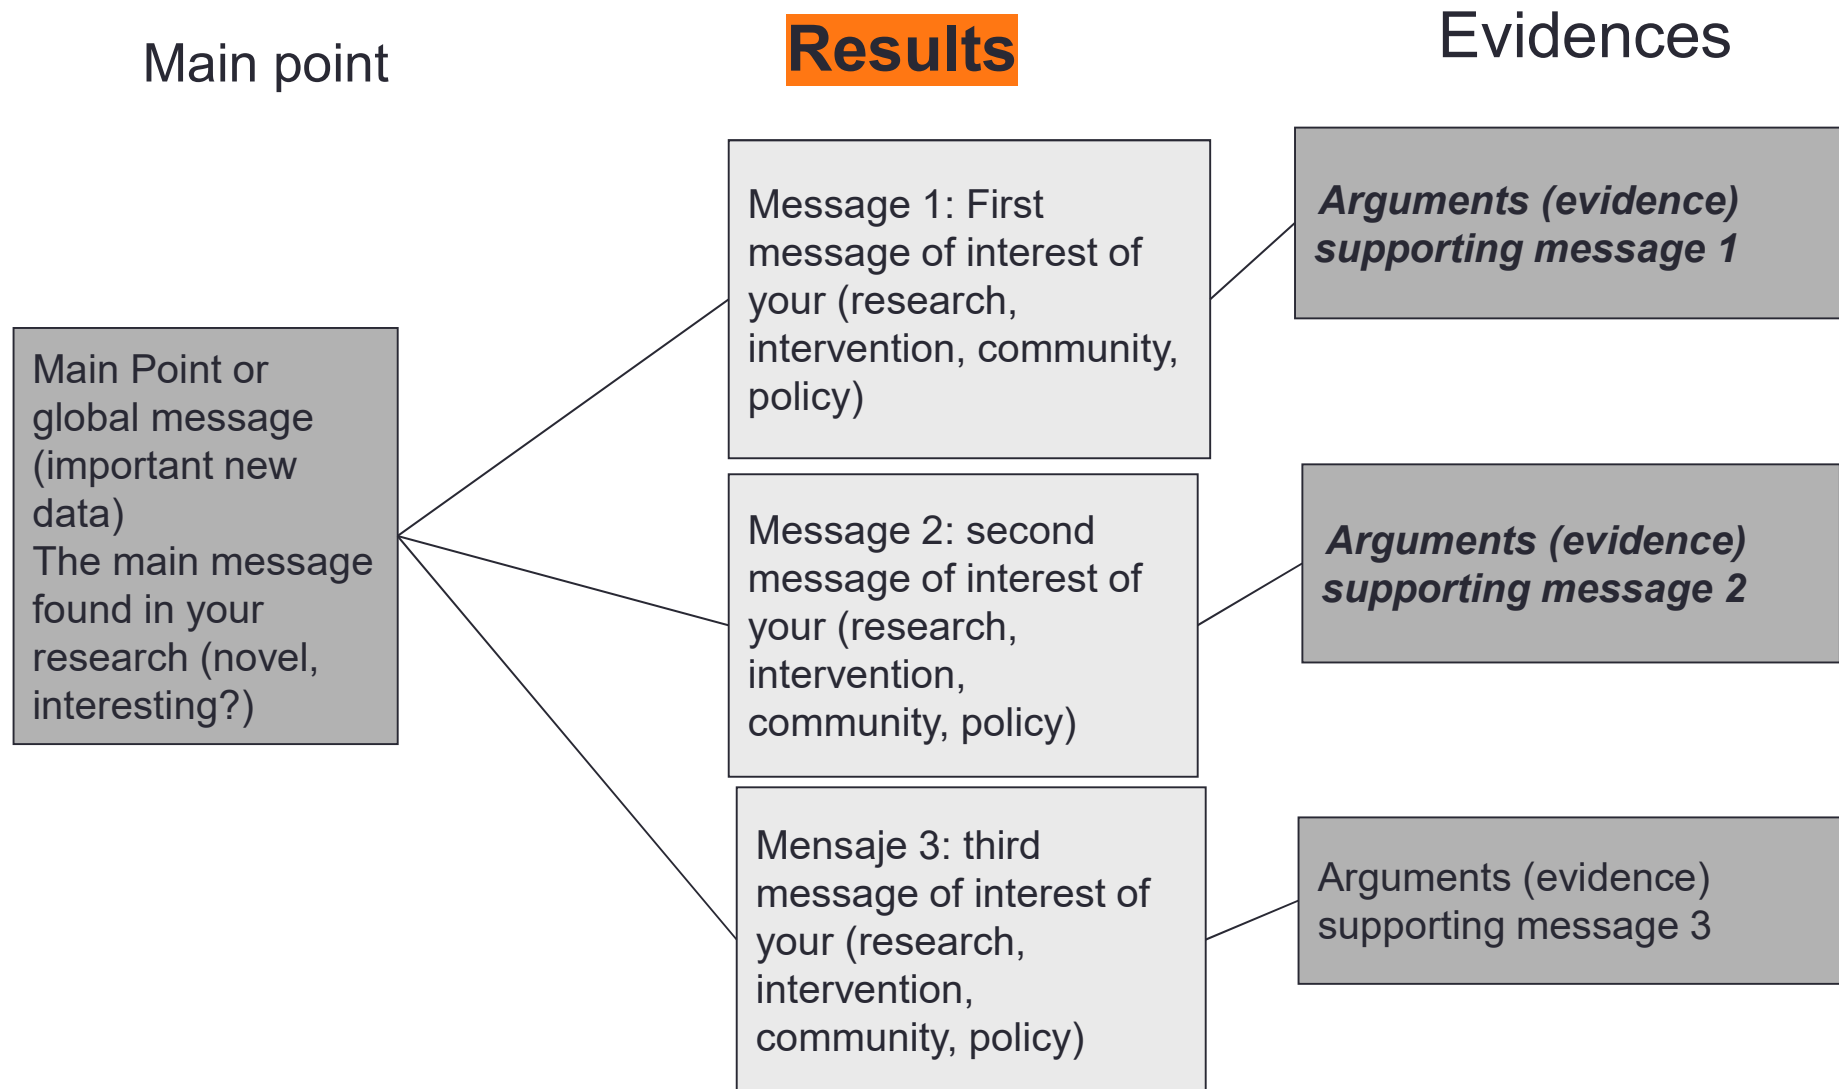 Main point
Results
Evidences
Main Point or
global message
(important new
data)
The main message
found in your
research (novel,
interesting?)
Message 1: First
message of interest of
your (research,
intervention, community,
policy)
Arguments (evidence)
supporting message 1
Message 2: second
message of interest of
your (research,
intervention,
community, policy)
Arguments (evidence)
supporting message 2
Mensaje 3: third
message of interest of
your (research,
intervention,
community, policy)
Arguments (evidence)
supporting message 3